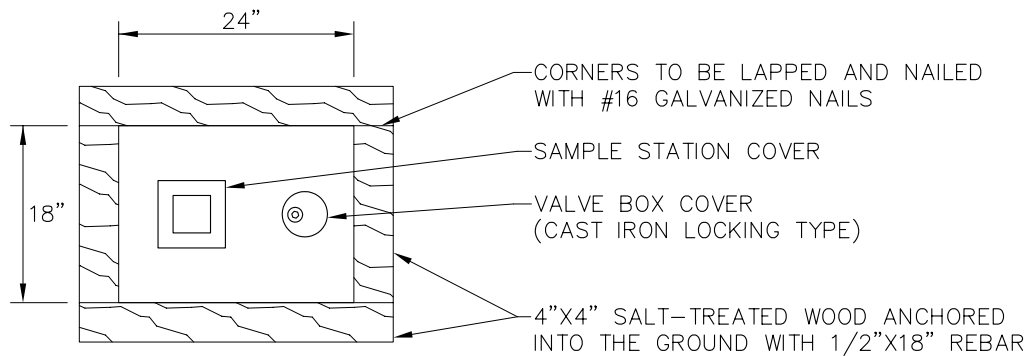 24”
CORNERS TO BE LAPPED AND NAILED
WITH #16 GALVANIZED NAILS
SAMPLE STATION COVER
18”
VALVE BOX COVER
(CAST IRON LOCKING TYPE)
4”X4” SALT-TREATED WOOD ANCHORED
INTO THE GROUND WITH 1/2”X18” REBAR